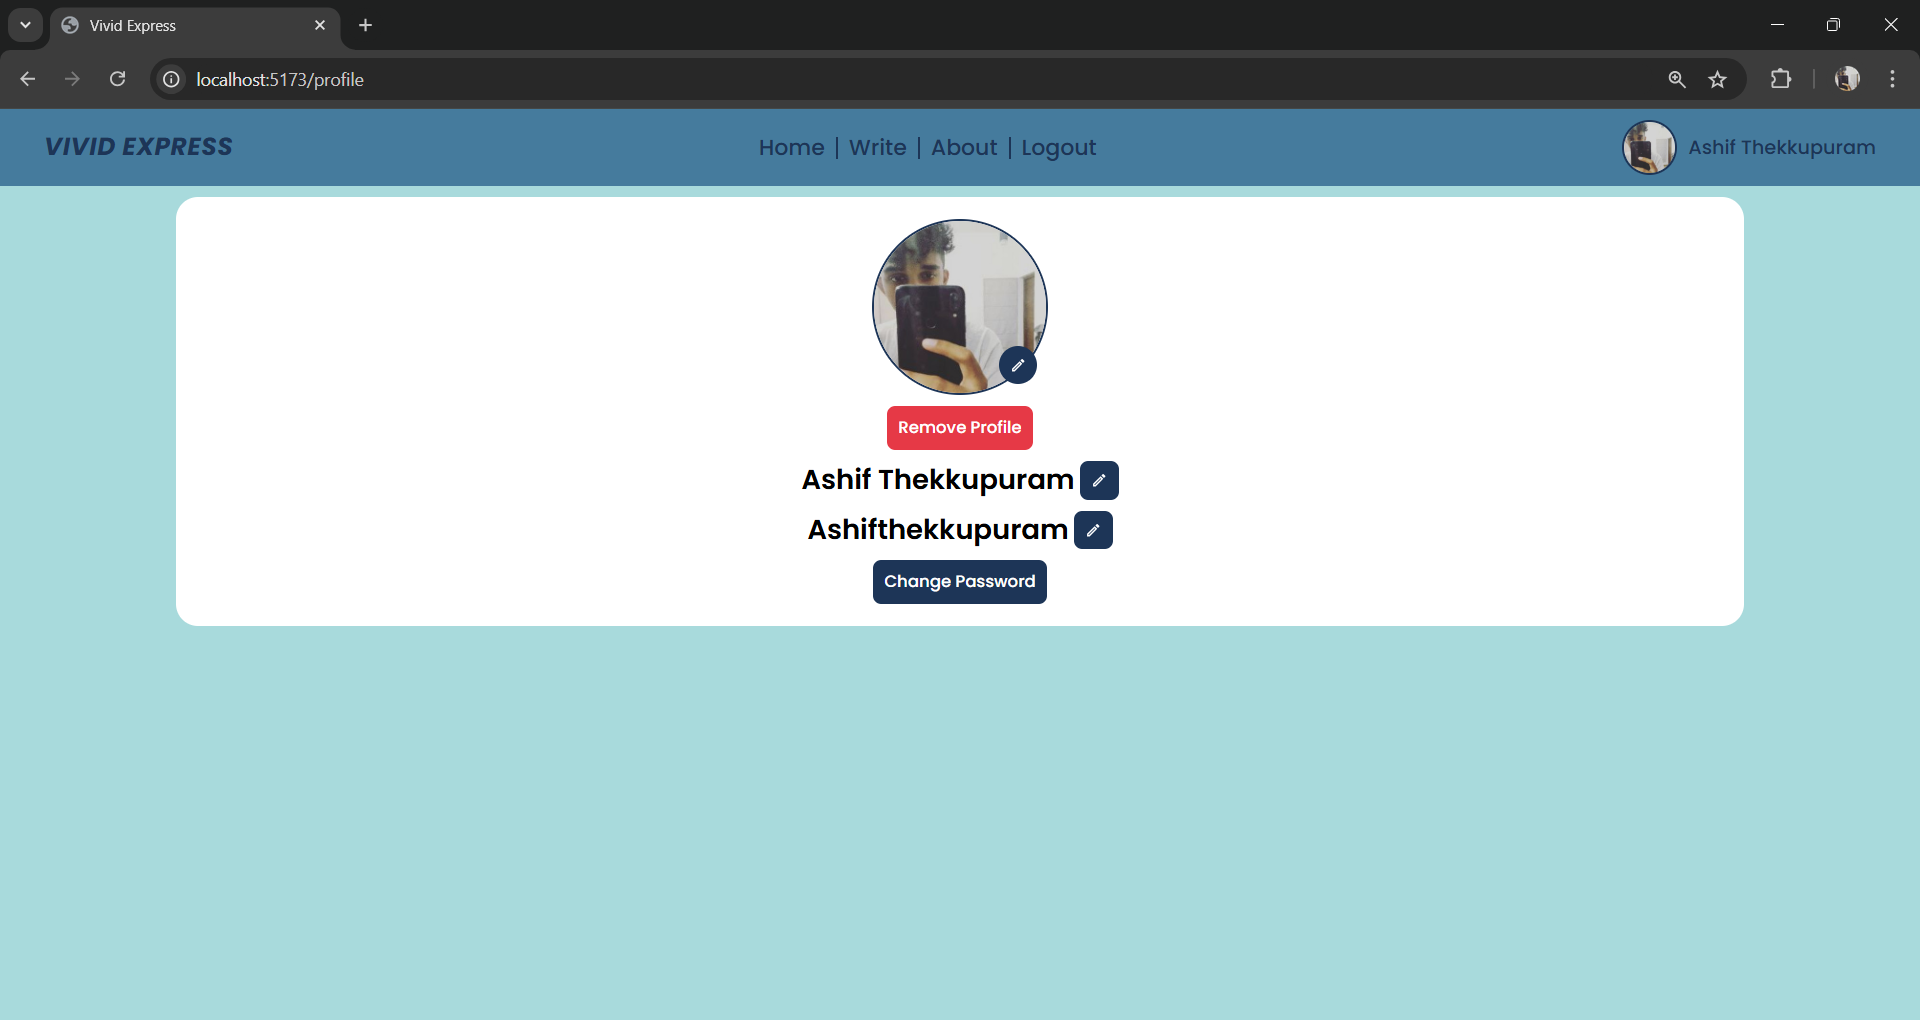 Vivid Express
localhost:5173/profile
VIVID EXPRESS
Home | Write | About | Logout
Ashif Thekkupuram
Remove Profile
Ashif Thekkupuram
Ashifthekkupuram
Change Password